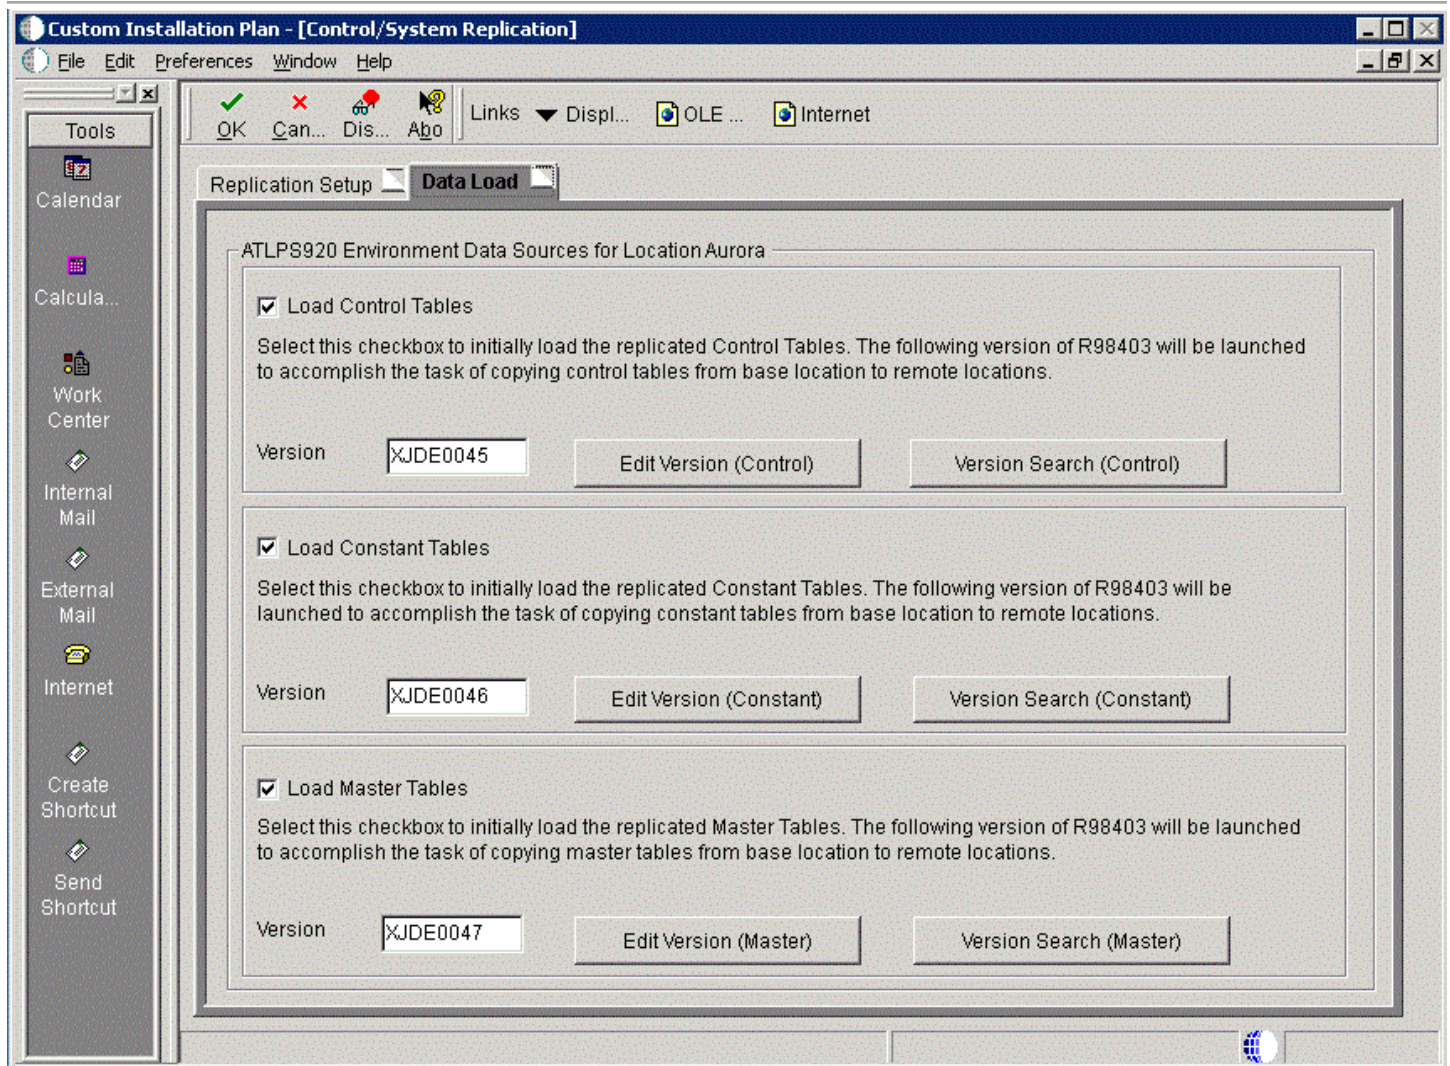 Custom Installation Plan - [Control/System Replication]
File Edit Preferences Window Help
Tools
OK Can... Dis... Abo Links Displ... OLE ... Internet
Calendar
Calcula...
Work
Center
Internal
Mail
External
Mail
Internet
Create
Shortcut
Send
Shortcut
Replication Setup Data Load
ATLPS920 Environment Data Sources for Location Aurora
Load Control Tables
Select this checkbox to initially load the replicated Control Tables. The following version of R98403 will be launched
to accomplish the task of copying control tables from base location to remote locations.
Version XJDE0045 Edit Version (Control) Version Search (Control)
Load Constant Tables
Select this checkbox to initially load the replicated Constant Tables. The following version of R98403 will be
launched to accomplish the task of copying constant tables from base location to remote locations.
Version XJDE0046 Edit Version (Constant) Version Search (Constant)
Load Master Tables
Select this checkbox to initially load the replicated Master Tables. The following version of R98403 will be launched
to accomplish the task of copying master tables from base location to remote locations.
Version XJDE0047 Edit Version (Master) Version Search (Master)